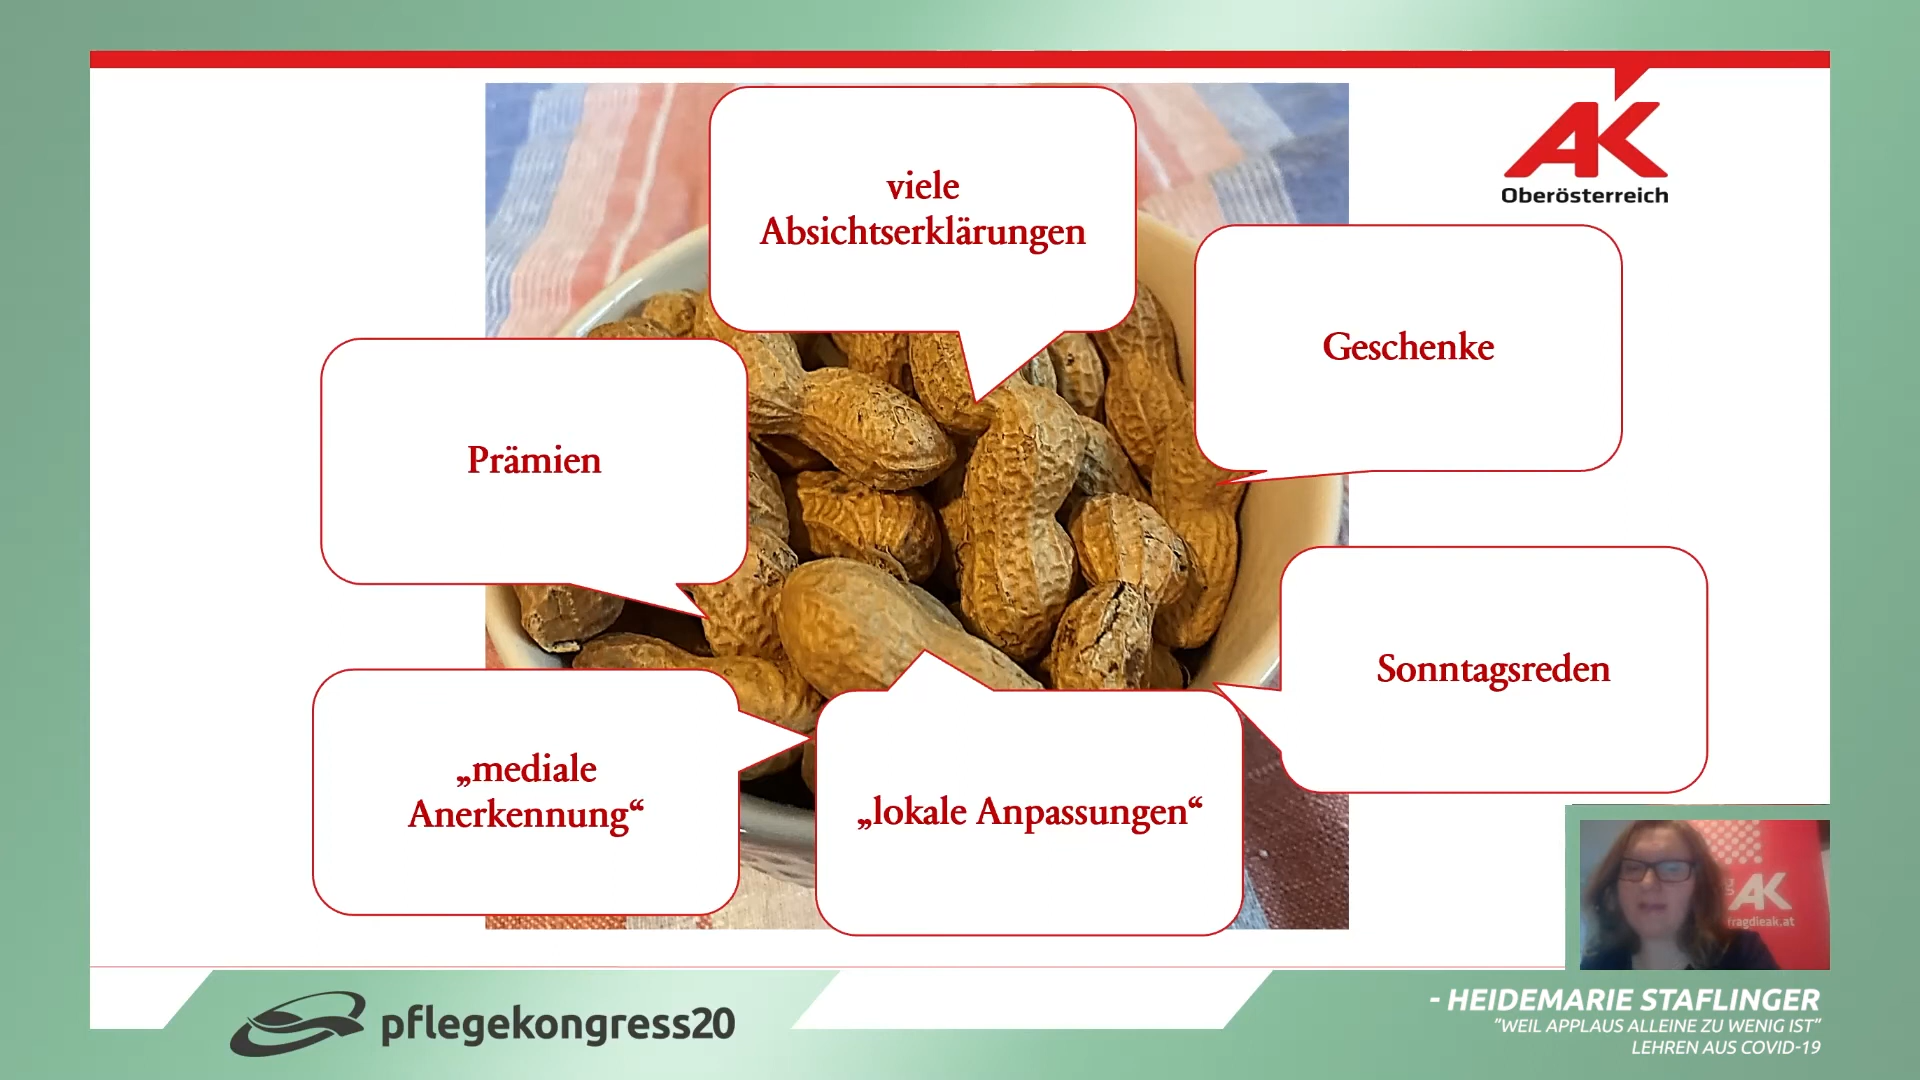 AK
Oberösterreich
viele
Absichtserklärungen
Geschenke
Prämien
Sonntagsreden
„mediale
Anerkennung“
„lokale Anpassungen“
AK
fragdieak.at
pflegekongress20
- HEIDEMARIE STAFLINGER
"WEIL APPLAUS ALLEINE ZU WENIG IST"
LEHREN AUS COVID-19